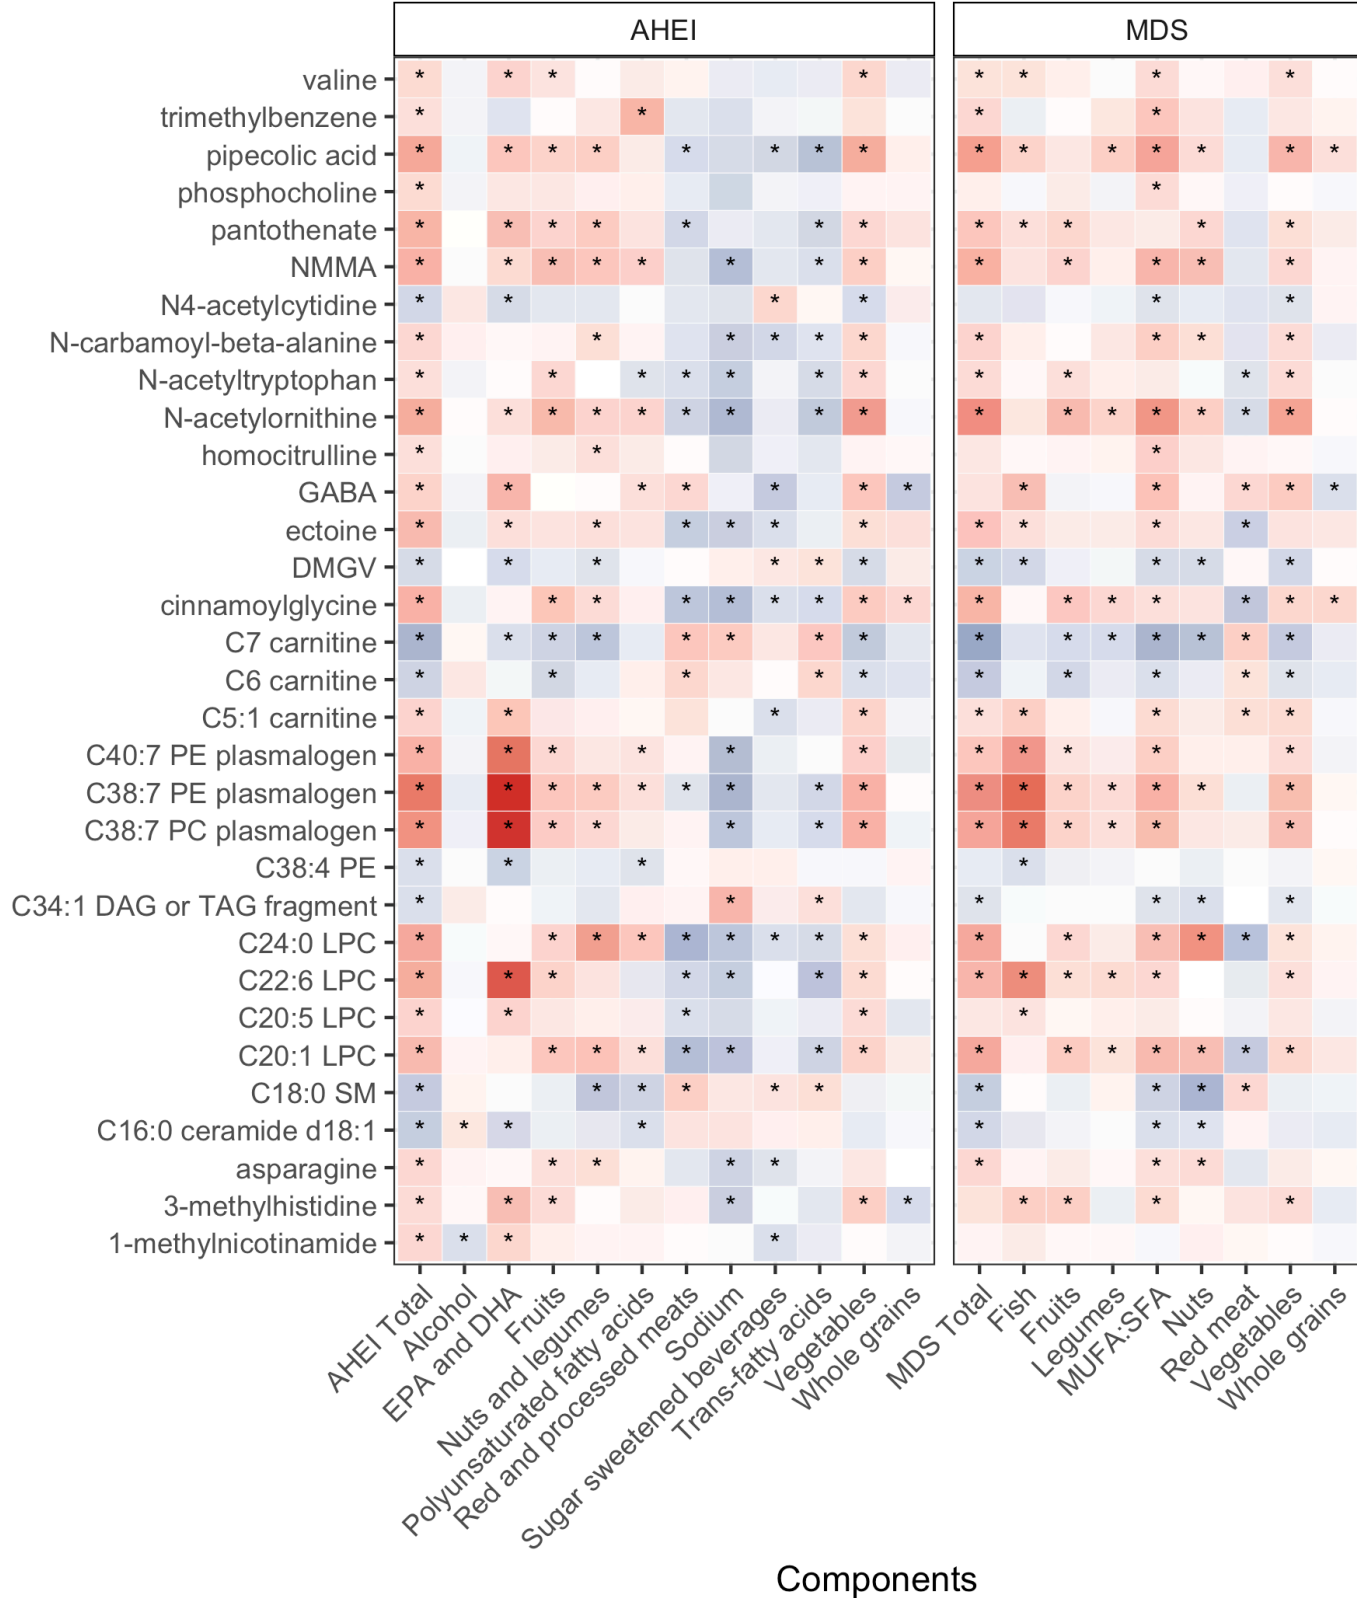 AHEI
MDS
valine
trimethylbenzene
pipecolic acid
phosphocholine
pantothenate
NMMA
N4-acetylcytidine
N-carbamoyl-beta-alanine
N-acetyltryptophan
N-acetylornithine
homocitrulline
GABA
ectoine
DMGV
cinnamoylglycine
C7 carnitine
C6 carnitine
C5:1 carnitine
C40:7 PE plasmalogen
C38:7 PE plasmalogen
C38:7 PC plasmalogen
C38:4 PE
C34:1 DAG or TAG fragment
C24:0 LPC
C22:6 LPC
C20:5 LPC
C20:1 LPC
C18:0 SM
C16:0 ceramide d18:1
asparagine
3-methylhistidine
1-methylnicotinamide
AHEI Total
Alcohol
EPA and DHA
Fruits
Nuts and legumes
Polyunsaturated fatty acids
Red and processed meats
Sodium
Sugar sweetened beverages
Trans-fatty acids
Vegetables
Whole grains
MDS Total
Fish
Fruits
Legumes
MUFA:SFA
Nuts
Red meat
Vegetables
Whole grains
Components